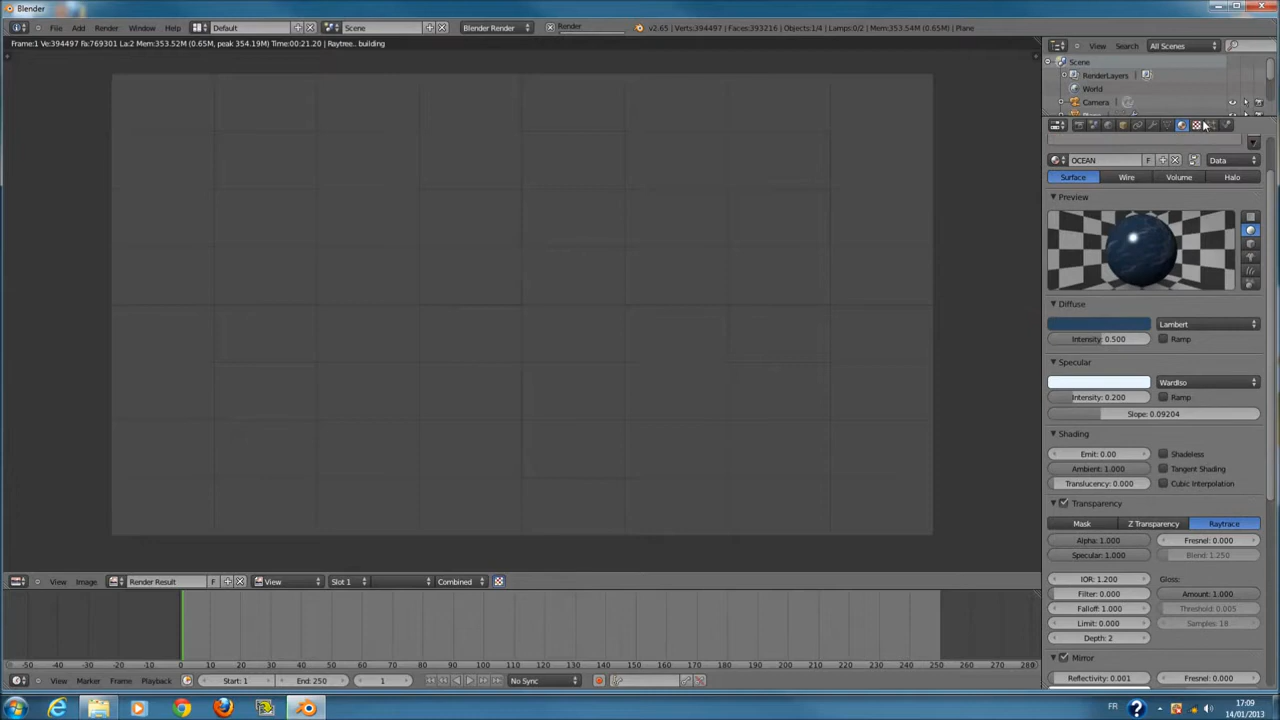 Blender
File Add Render Window Help Default Scene Blender Render Render v2.65 | Verts:394497 | Faces:393216 | Objects:1/4 | Lamps:0/2 | Mem:353.54M (0.65M) | Plane
Frame:1 Ve:394497 Fa:769301 La:2 Mem:353.52M (0.65M, peak 354.19M) Time:00:21.20 | Raytree.. building
View Search All Scenes
Scene
RenderLayers
World
Camera
OCEAN F Data
Surface Wire Volume Halo
Preview
Diffuse
Lambert
Intensity: 0.500 Ramp
Specular
WardIso
Intensity: 0.200 Ramp
Slope: 0.09204
Shading
Emit: 0.00 Shadeless
Ambient: 1.000 Tangent Shading
Translucency: 0.000 Cubic Interpolation
Transparency
Mask Z Transparency Raytrace
Alpha: 1.000 Fresnel: 0.000
Specular: 1.000 Blend: 1.250
IOR: 1.200 Gloss:
Filter: 0.000 Amount: 1.000
Falloff: 1.000 Threshold: 0.005
Limit: 0.000 Samples: 18
Depth: 2
Mirror
Reflectivity: 0.001 Fresnel: 0.000
View Image Render Result F View Slot 1 Combined
-50 -40 -30 -20 -10 0 10 20 30 40 50 60 70 80 90 100 110 120 130 140 150 160 170 180 190 200 210 220 230 240 250 260 270 280
View Marker Frame Playback Start: 1 End: 250 1 No Sync
FR 17:09
14/01/2013